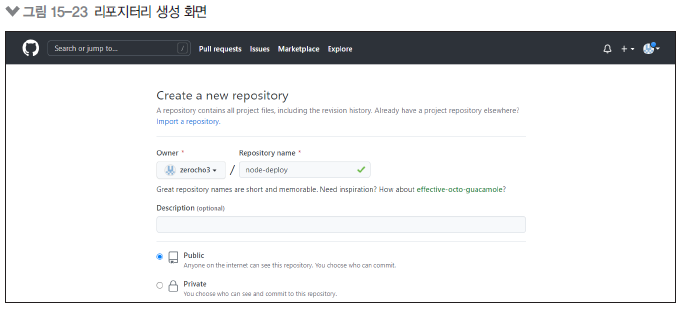 그림 15-23 리포지터리 생성 화면
Search or jump to... /
Pull requests Issues Marketplace Explore
Create a new repository
A repository contains all project files, including the revision history. Already have a project repository elsewhere?
Import a repository.
Owner * Repository name *
zerocho3 / node-deploy
Great repository names are short and memorable. Need inspiration? How about effective-octo-guacamole?
Description (optional)
Public
Anyone on the internet can see this repository. You choose who can commit.
Private
You choose who can see and commit to this repository.